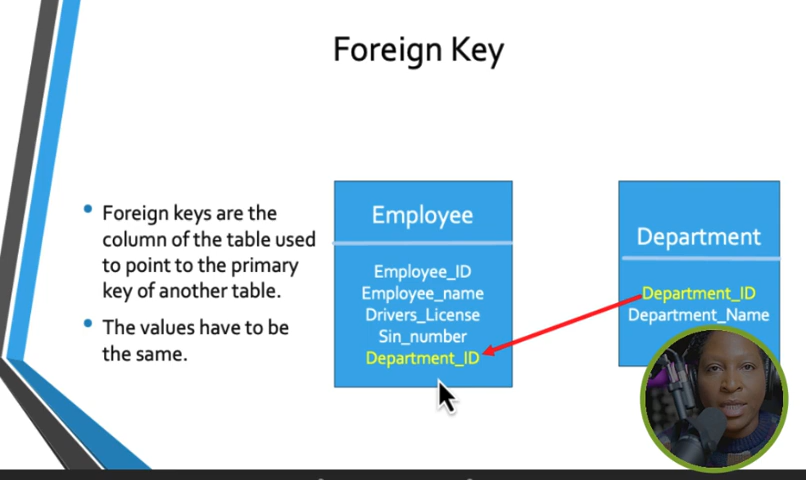 Foreign Key
• Foreign keys are the
column of the table used
to point to the primary
key of another table.
• The values have to be
the same.
Employee
Employee_ID
Employee_name
Drivers_License
Sin_number
Department_ID
Department
Department_ID
Department_Name